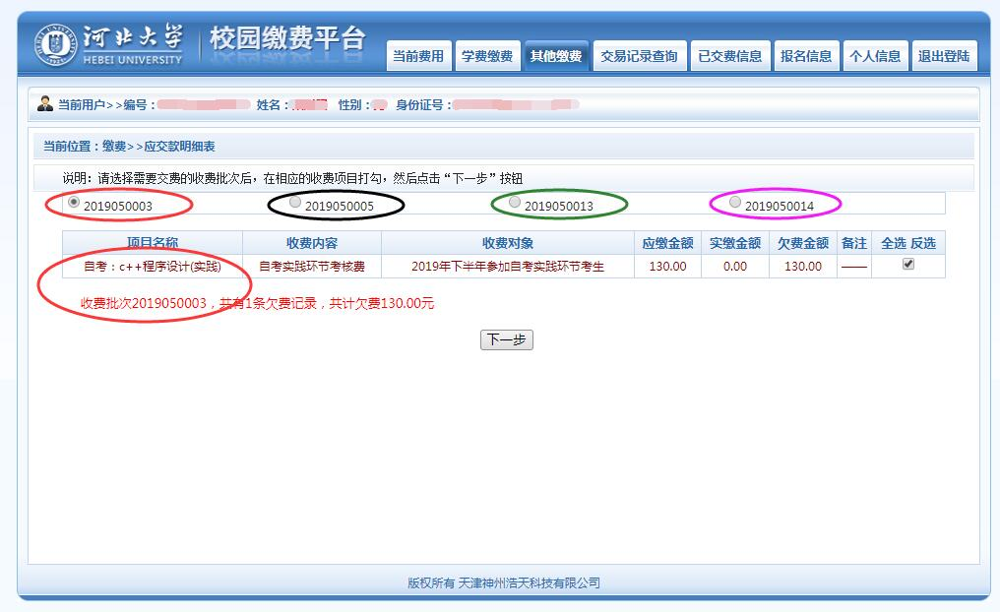 河北大学
HEBEI UNIVERSITY
校园缴费平台
当前费用 学费缴费 其他缴费 交易记录查询 已交费信息 报名信息 个人信息 退出登陆
当前用户>>编号： 姓名： 性别： 身份证号：
当前位置：缴费>>应交款明细表
说明：请选择需要交费的收费批次后，在相应的收费项目打勾，然后点击“下一步”按钮
2019050003 2019050005 2019050013 2019050014
项目名称 收费内容 收费对象 应缴金额 实缴金额 欠费金额 备注 全选 反选
自考：c++程序设计(实践) 自考实践环节考核费 2019年下半年参加自考实践环节考生 130.00 0.00 130.00 ——
收费批次2019050003，共有1条欠费记录，共计欠费130.00元
下一步
版权所有 天津神州浩天科技有限公司